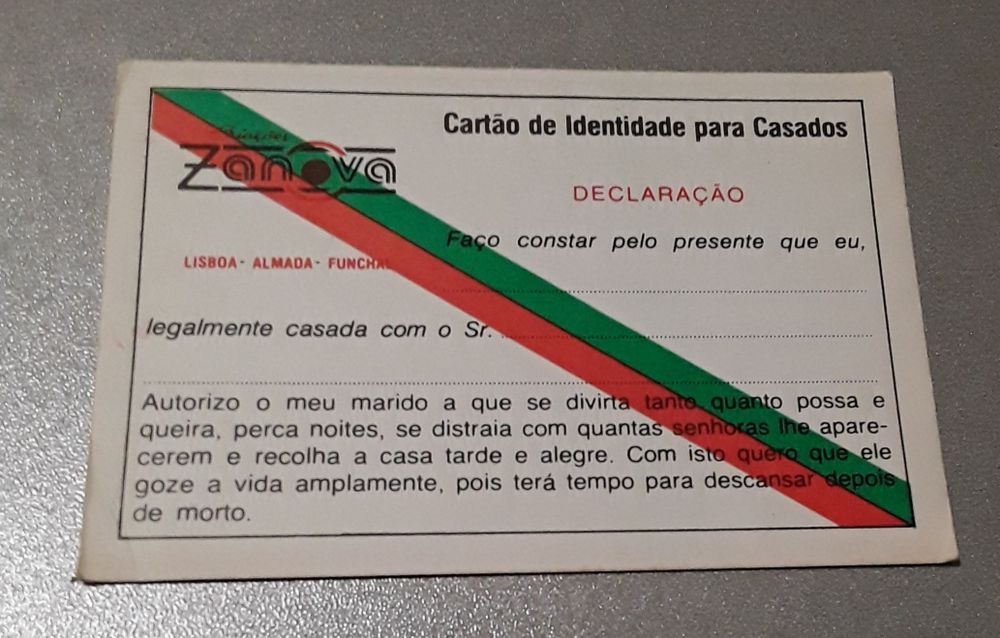 Cartão de Identidade para Casados
Criações
Zanova
DECLARAÇÃO
Faço constar pelo presente que eu,
LISBOA - ALMADA - FUNCHAL
legalmente casada com o Sr.
Autorizo o meu marido a que se divirta tanto quanto possa e
queira, perca noites, se distraia com quantas senhoras lhe apare-
cerem e recolha a casa tarde e alegre. Com isto quero que ele
goze a vida amplamente, pois terá tempo para descansar depois
de morto.